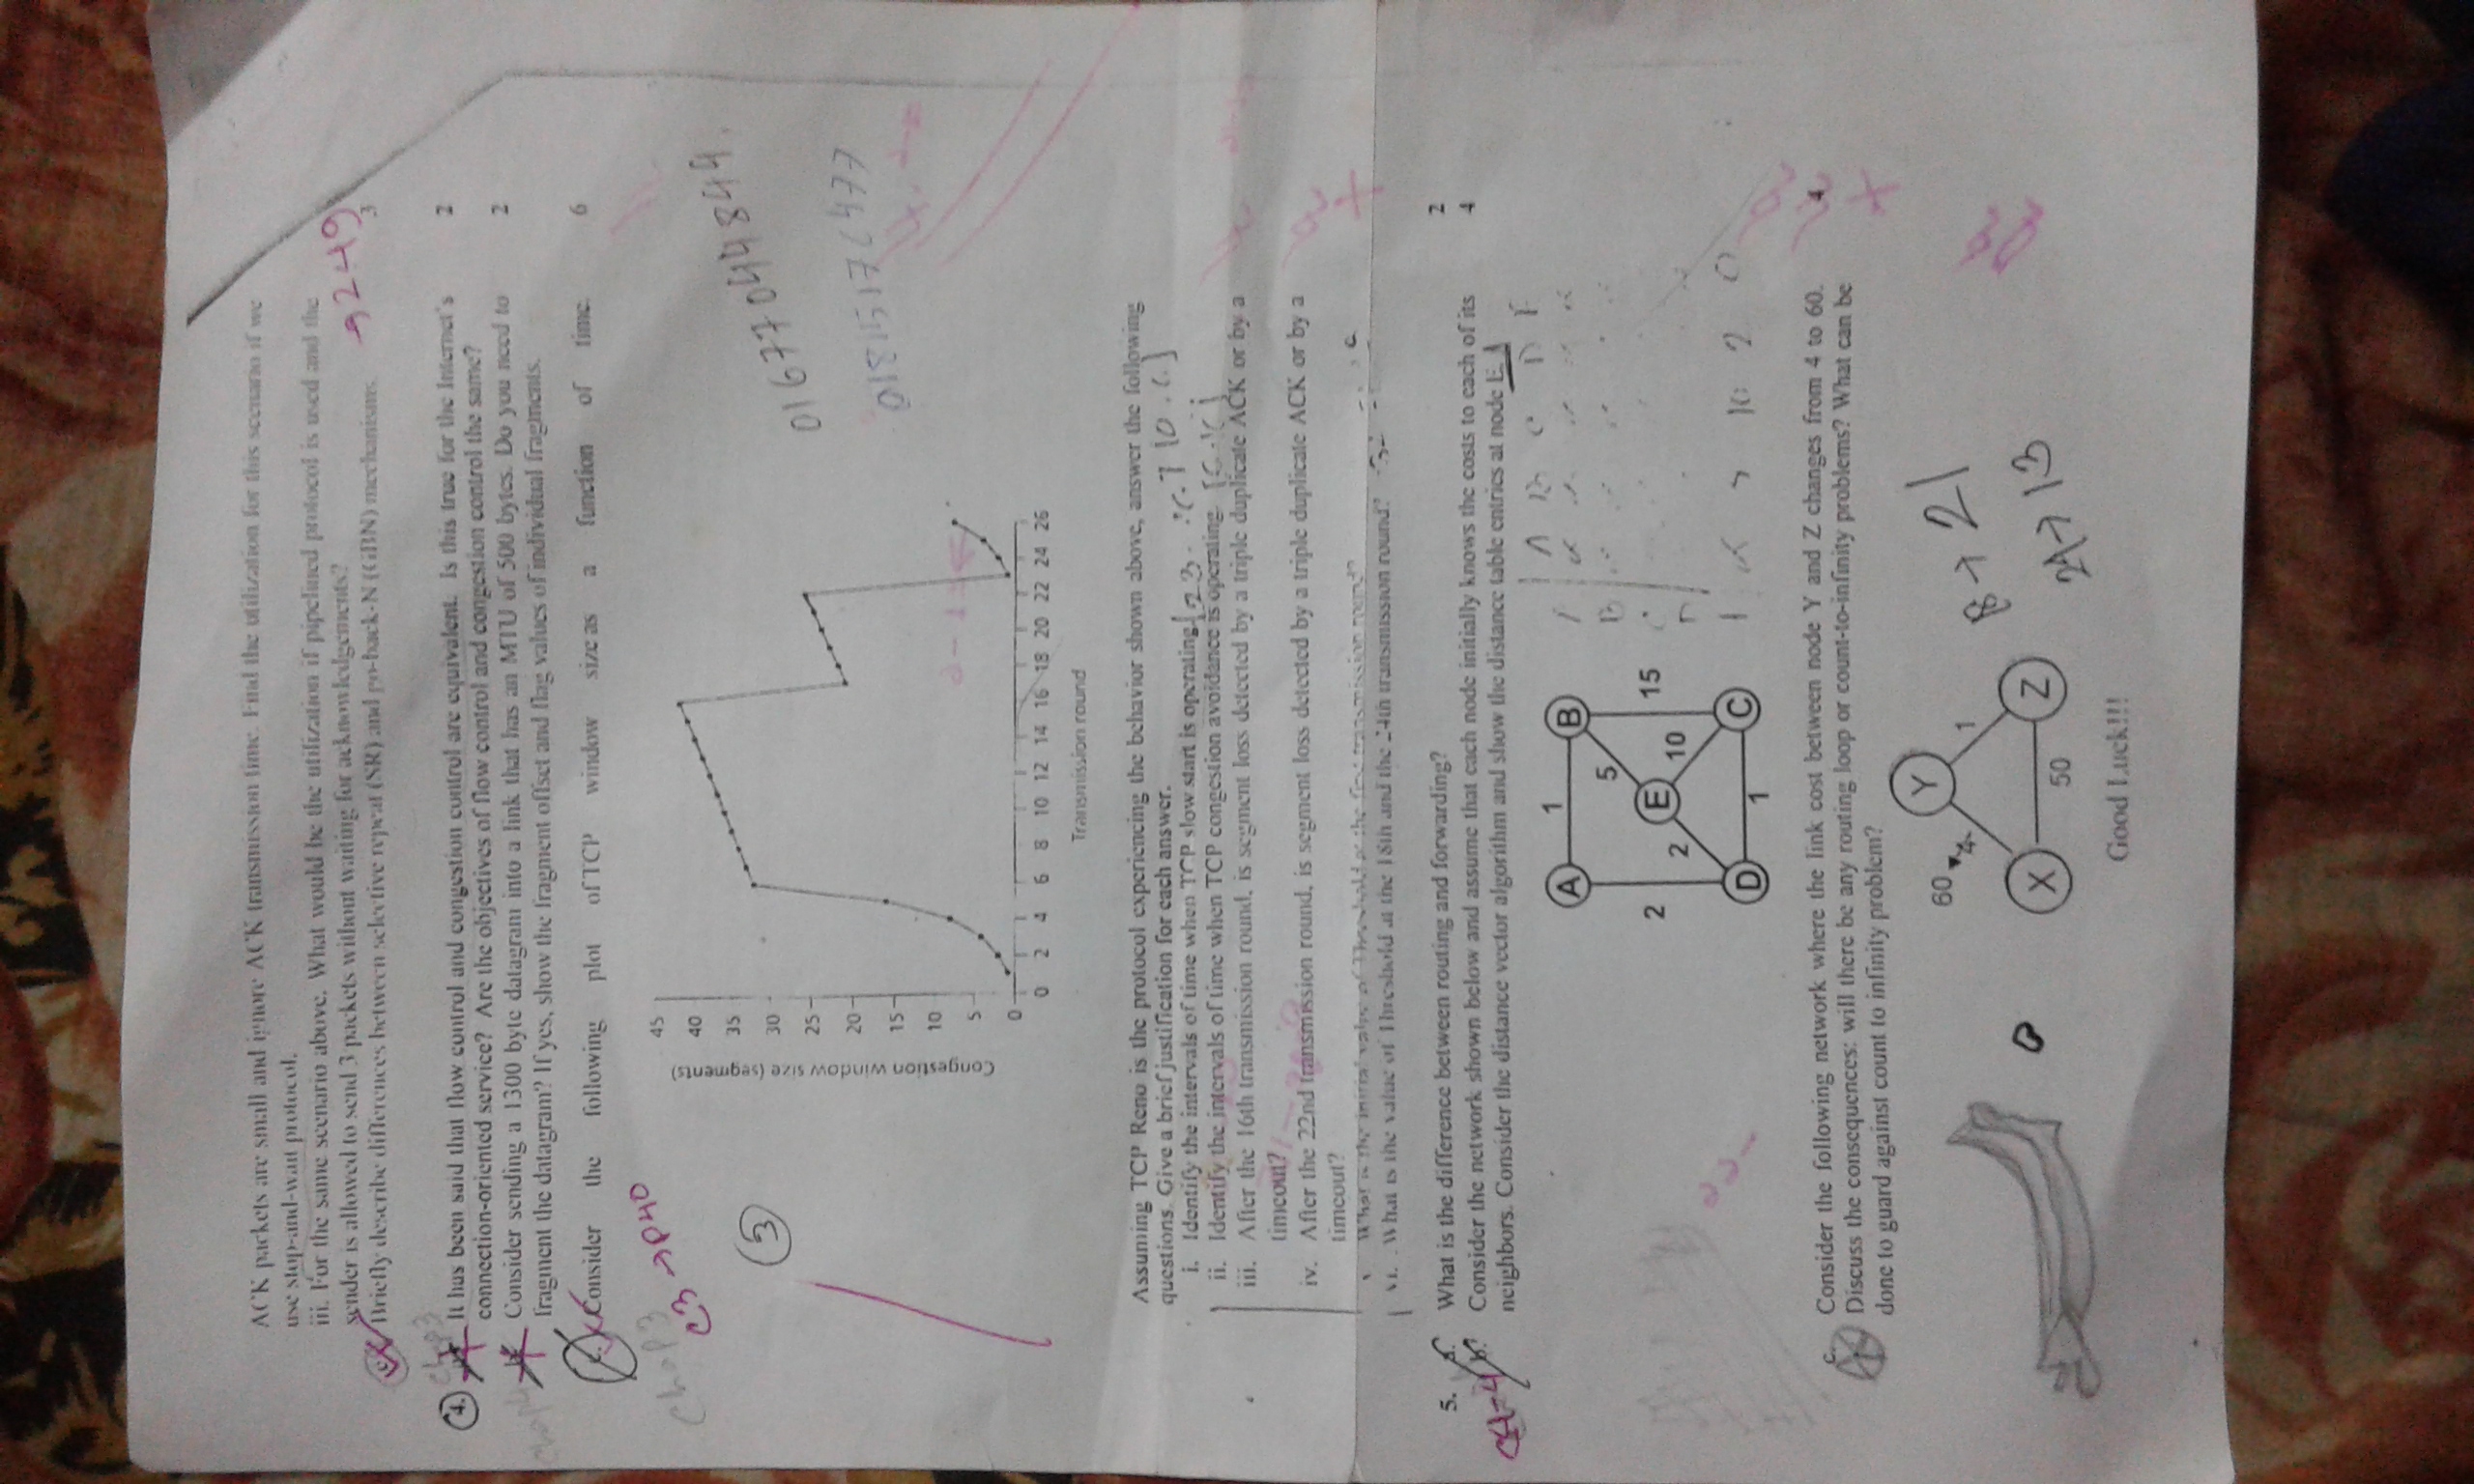 ACK packets are small and ignore ACK transmission time. Find the utilization for this scenario if we
use stop-and-wait protocol.
iii. For the same scenario above. What would be the utilization if pipelined protocol is used and the
sender is allowed to send 3 packets without waiting for acknowledgements?
→249
c. Briefly describe differences between selective repeat (SR) and go-back-N (GBN) mechanisms. 3
Chap3
4. a. It has been said that flow control and congestion control are equivalent. Is this true for the Internet's 2
connection-oriented service? Are the objectives of flow control and congestion control the same?
b. Consider sending a 1300 byte datagram into a link that has an MTU of 500 bytes. Do you need to 2
fragment the datagram? If yes, show the fragment offset and flag values of individual fragments.
c. Consider the following plot of TCP window size as a function of time. 6
Chap3
C3 →P40
3
Congestion window size (segments)
45
40
35
30
25
20
15
10
5
0
0 2 4 6 8 10 12 14 16 18 20 22 24 26
Transmission round
01677044844
Assuming TCP Reno is the protocol experiencing the behavior shown above, answer the following
questions. Give a brief justification for each answer.
i. Identify the intervals of time when TCP slow start is operating.
ii. Identify the intervals of time when TCP congestion avoidance is operating.
iii. After the 16th transmission round, is segment loss detected by a triple duplicate ACK or by a
timeout?
iv. After the 22nd transmission round, is segment loss detected by a triple duplicate ACK or by a
timeout?
What is the initial value of Threshold at the first transmission round?
vi. What is the value of Threshold at the 18th and the 24th transmission round?
5. a. What is the difference between routing and forwarding? 2
b. Consider the network shown below and assume that each node initially knows the costs to each of its 4
neighbors. Consider the distance vector algorithm and show the distance table entries at node E.
A 1 B
5
2 E 15
2 10
D 1 C
c. Consider the following network where the link cost between node Y and Z changes from 4 to 60. 4
Discuss the consequences: will there be any routing loop or count-to-infinity problems? What can be
done to guard against count to infinity problem?
Y
60 4 1
X 50 Z
18→21
24→13
Good Luck!!!